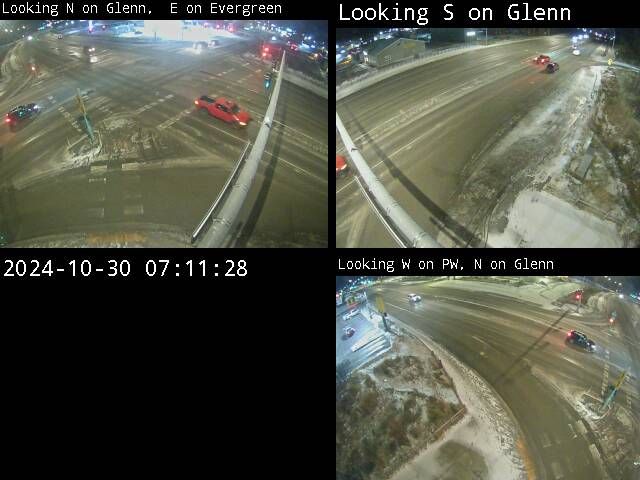 Looking N on Glenn, E on Evergreen
Looking S on Glenn
2024-10-30 07:11:28
Looking W on PW, N on Glenn